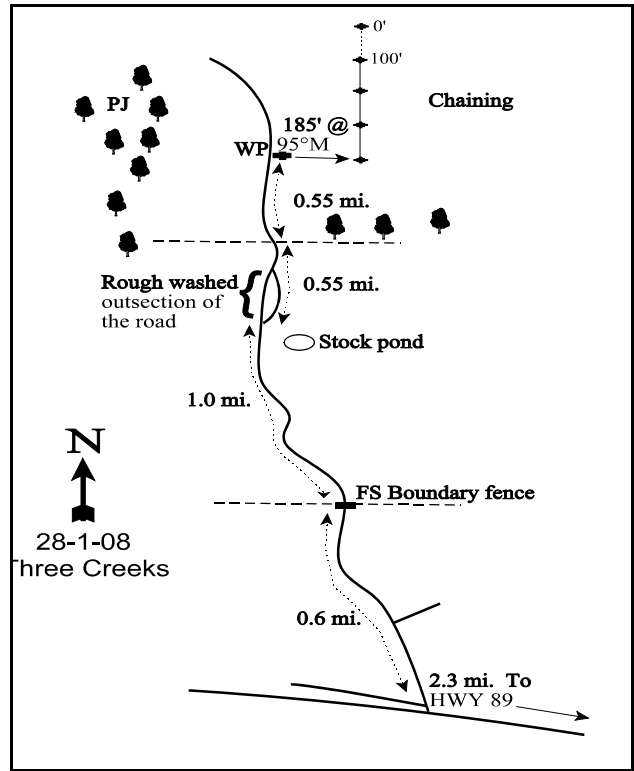 0'
100'
PJ
Chaining
185' @
WP 95°M
0.55 mi.
Rough washed
outsection of
the road
0.55 mi.
Stock pond
1.0 mi.
N
FS Boundary fence
28-1-08
Three Creeks
0.6 mi.
2.3 mi. To
HWY 89